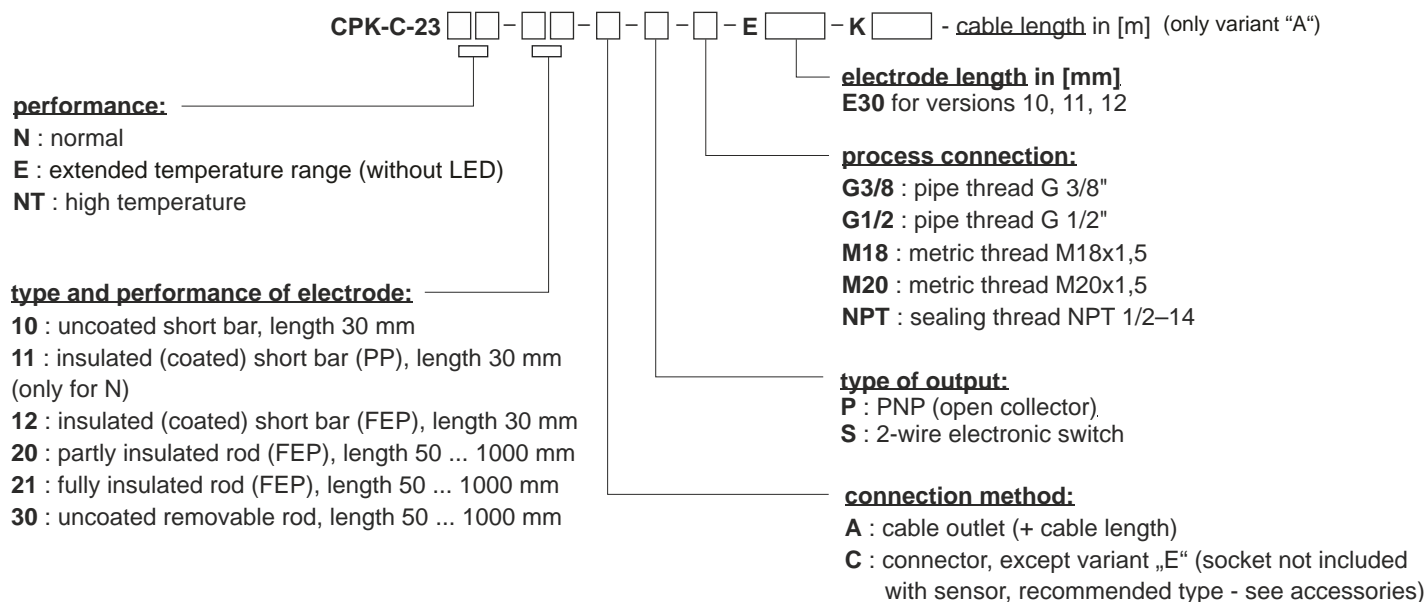 CPK-C-23 - - - - - E - K - cable length in [m] (only variant “A“)
performance:
N : normal
E : extended temperature range (without LED)
NT : high temperature
type and performance of electrode:
10 : uncoated short bar, length 30 mm
11 : insulated (coated) short bar (PP), length 30 mm
(only for N)
12 : insulated (coated) short bar (FEP), length 30 mm
20 : partly insulated rod (FEP), length 50 ... 1000 mm
21 : fully insulated rod (FEP), length 50 ... 1000 mm
30 : uncoated removable rod, length 50 ... 1000 mm
electrode length in [mm]
E30 for versions 10, 11, 12
process connection:
G3/8 : pipe thread G 3/8"
G1/2 : pipe thread G 1/2"
M18 : metric thread M18x1,5
M20 : metric thread M20x1,5
NPT : sealing thread NPT 1/2–14
type of output:
P : PNP (open collector)
S : 2-wire electronic switch
connection method:
A : cable outlet (+ cable length)
C : connector, except variant „E“ (socket not included
with sensor, recommended type - see accessories)